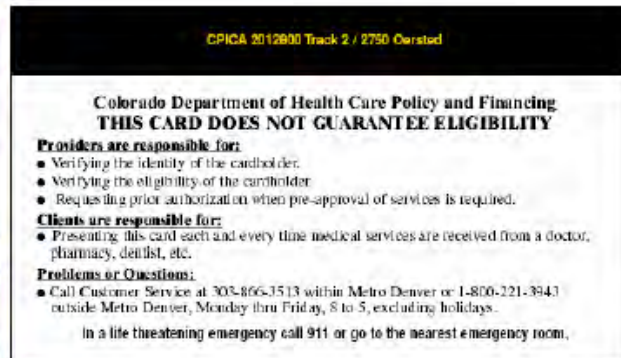 CPICA 2012800 Track 2 / 2750 Oersted
Colorado Department of Health Care Policy and Financing
THIS CARD DOES NOT GUARANTEE ELIGIBILITY
Providers are responsible for:
● Verifying the identity of the cardholder.
● Verifying the eligibility of the cardholder
● Requesting prior authorization when pre-approval of services is required.
Clients are responsible for:
● Presenting this card each and every time medical services are received from a doctor,
pharmacy, dentist, etc.
Problems or Questions:
● Call Customer Service at 303-866-3513 within Metro Denver or 1-800-221-3943
outside Metro Denver, Monday thru Friday, 8 to 5, excluding holidays.
In a life threatening emergency call 911 or go to the nearest emergency room.